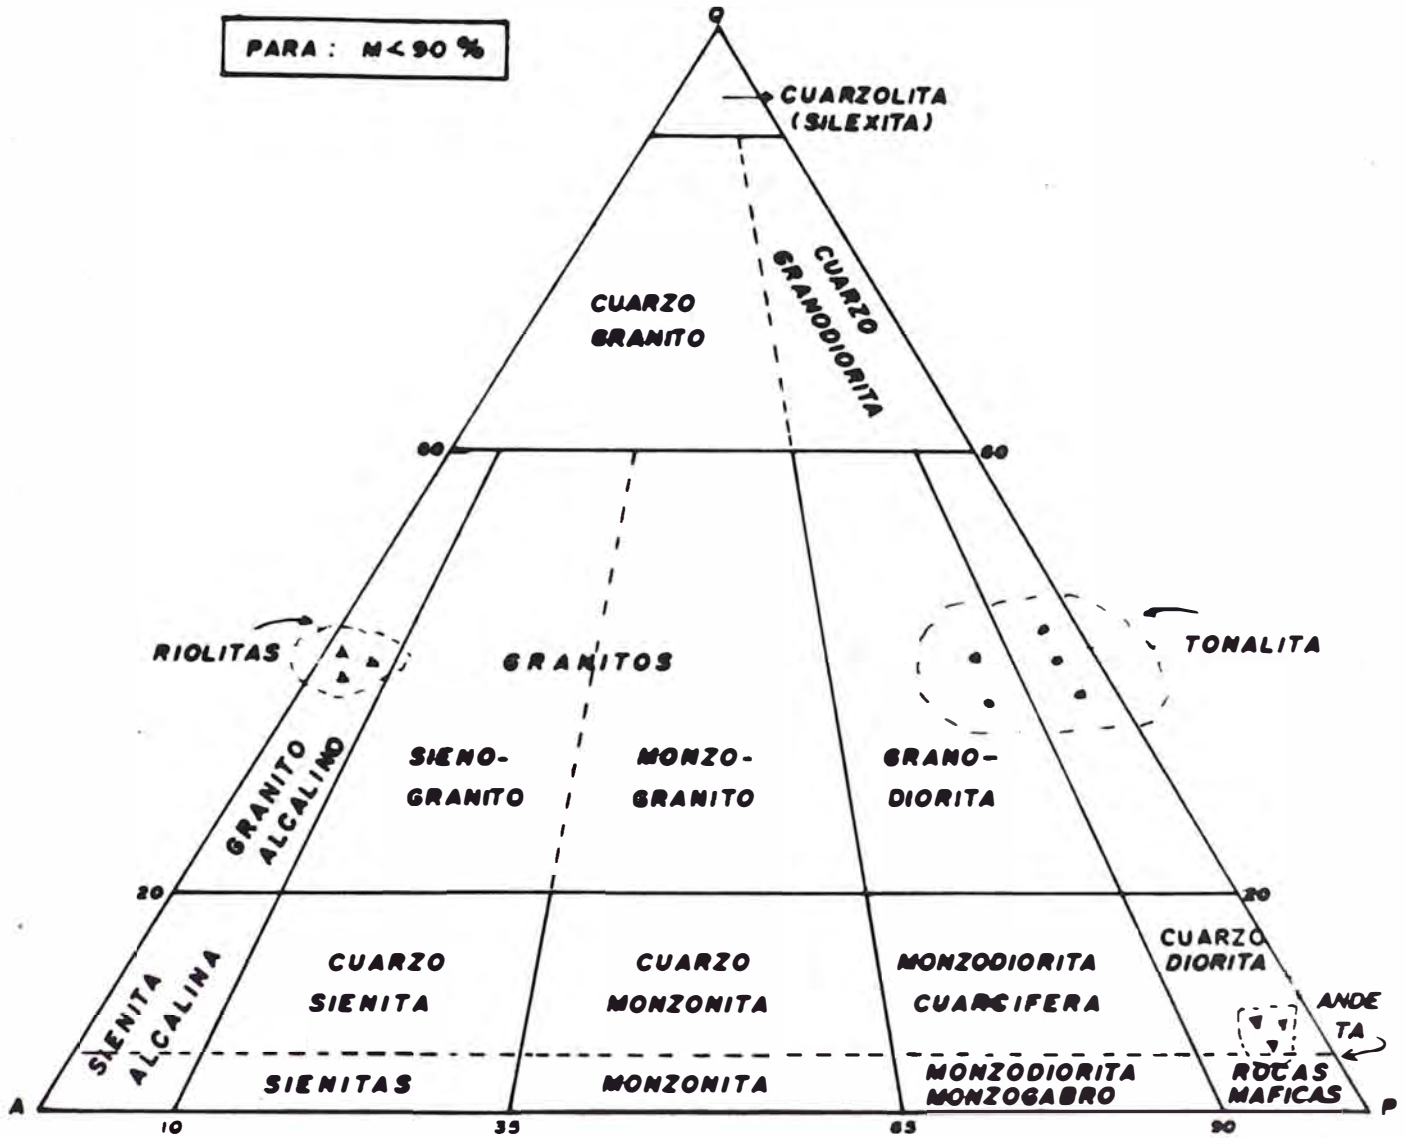 PARA : M < 90 %
Q
CUARZOLITA
(SILEXITA)
CUARZO
GRANODIORITA
CUARZO
GRANITO
60
60
RIOLITAS
GRANITOS
TONALITA
GRANITO
ALCALINO
SIENO-
GRANITO
MONZO-
GRANITO
GRANO-
DIORITA
20
20
SIENITA
ALCALINA
CUARZO
SIENITA
CUARZO
MONZONITA
MONZODIORITA
CUARCIFERA
CUARZO
DIORITA
ANDE
TA
SIENITAS
MONZONITA
MONZODIORITA
MONZOGABRO
ROCAS
MAFICAS
A
P
10
35
65
90